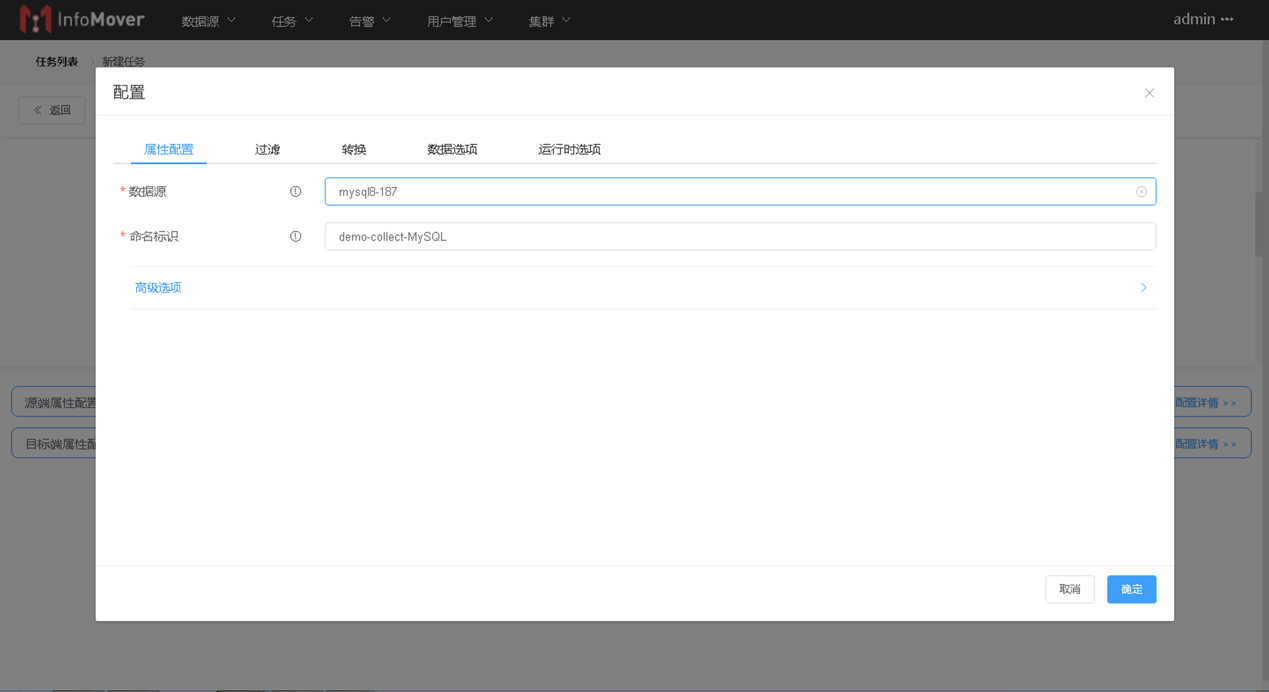 InfoMover 数据源 任务 告警 用户管理 集群 admin ···
任务列表 > 新建任务
« 返回
配置
属性配置 过滤 转换 数据选项 运行时选项
* 数据源 mysql8-187
* 命名标识 demo-collect-MySQL
高级选项
源端属性配置 配置详情 >>
目标端属性配 配置详情 >>
取消 确定